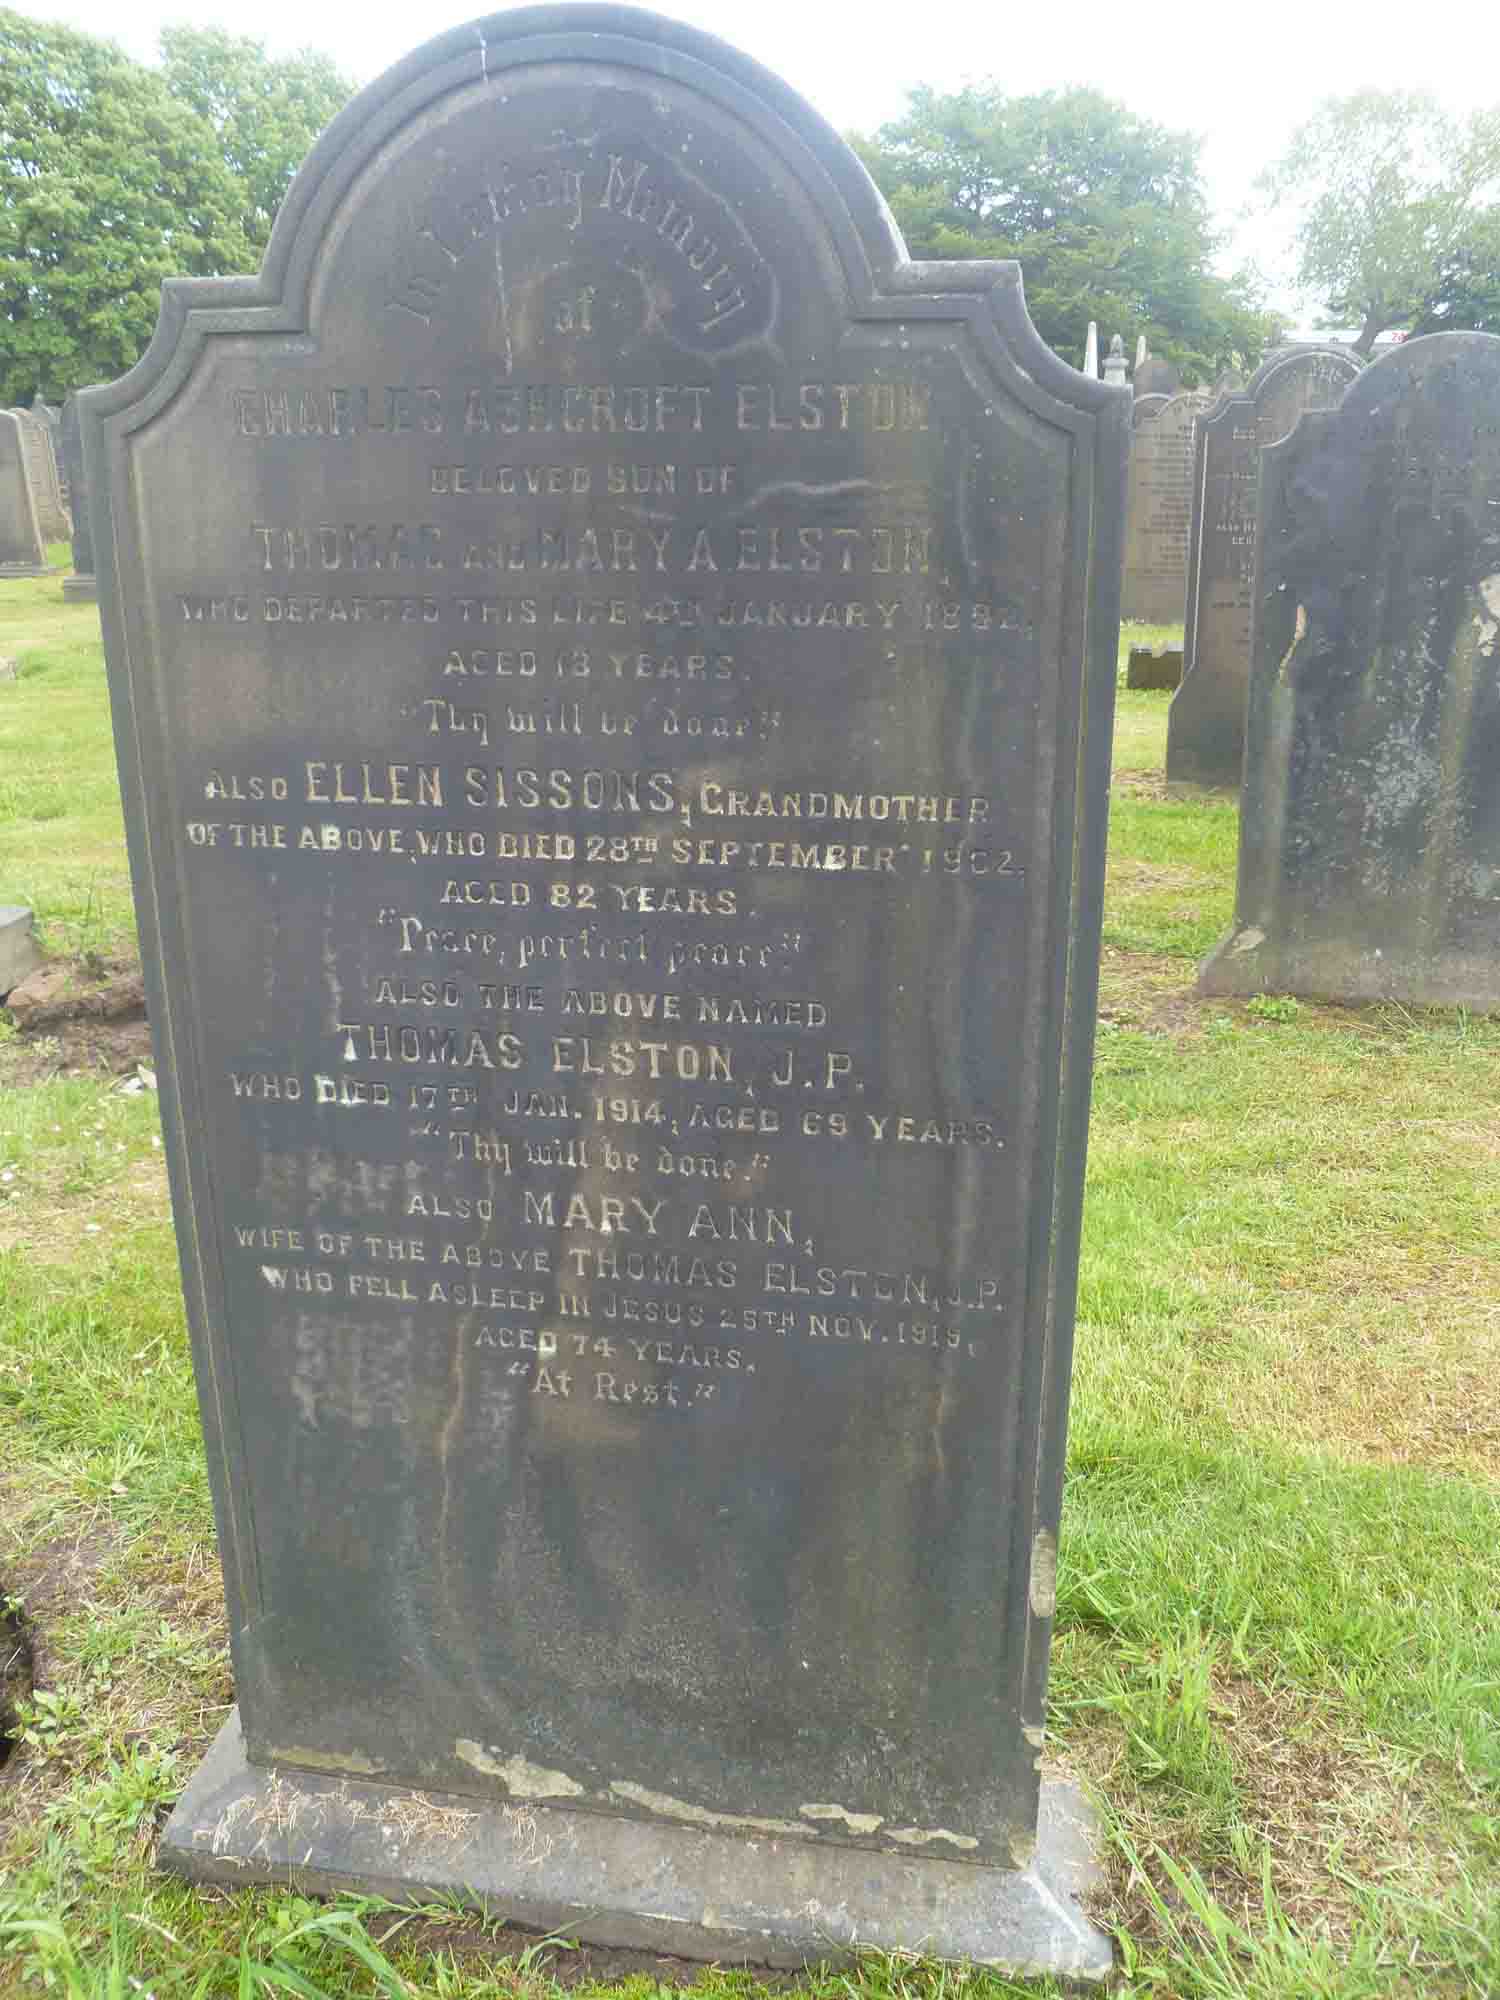 In Loving Memory
of
CHARLES ASHCROFT ELSTON,
BELOVED SON OF
THOMAS AND MARY A ELSTON,
WHO DEPARTED THIS LIFE 4TH JANUARY 1892,
AGED 18 YEARS.
"Thy will be done"
ALSO ELLEN SISSONS, GRANDMOTHER
OF THE ABOVE, WHO DIED 28TH SEPTEMBER 1902,
AGED 82 YEARS.
"Peace, perfect peace"
ALSO THE ABOVE NAMED
THOMAS ELSTON, J.P.
WHO DIED 17TH JAN. 1914, AGED 69 YEARS.
"Thy will be done."
ALSO MARY ANN,
WIFE OF THE ABOVE THOMAS ELSTON, J.P.
WHO FELL ASLEEP IN JESUS 25TH NOV. 1919,
AGED 74 YEARS.
"At Rest."